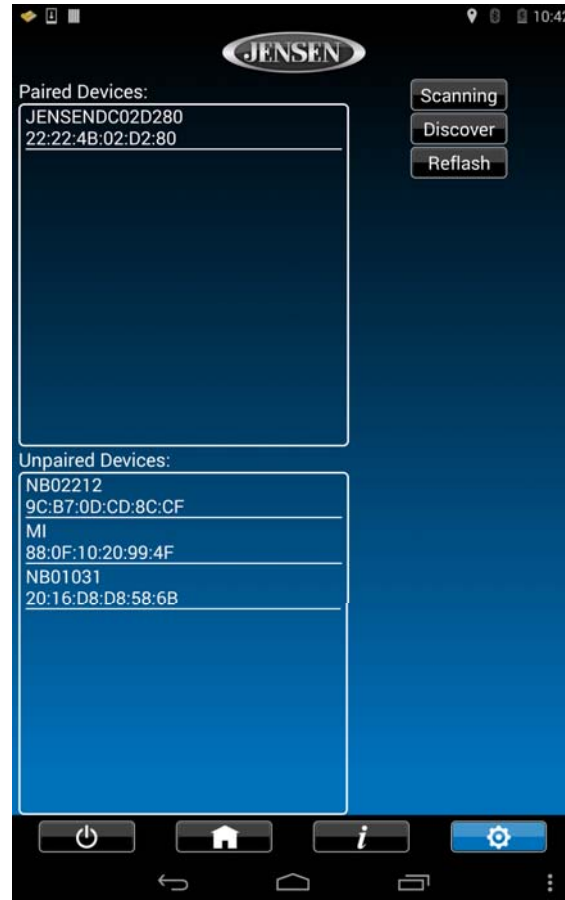 10:42
JENSEN
Paired Devices:
JENSENDC02D280
22:22:4B:02:D2:80
Scanning
Discover
Reflash
Unpaired Devices:
NB02212
9C:B7:0D:CD:8C:CF
MI
88:0F:10:20:99:4F
NB01031
20:16:D8:D8:58:6B
i